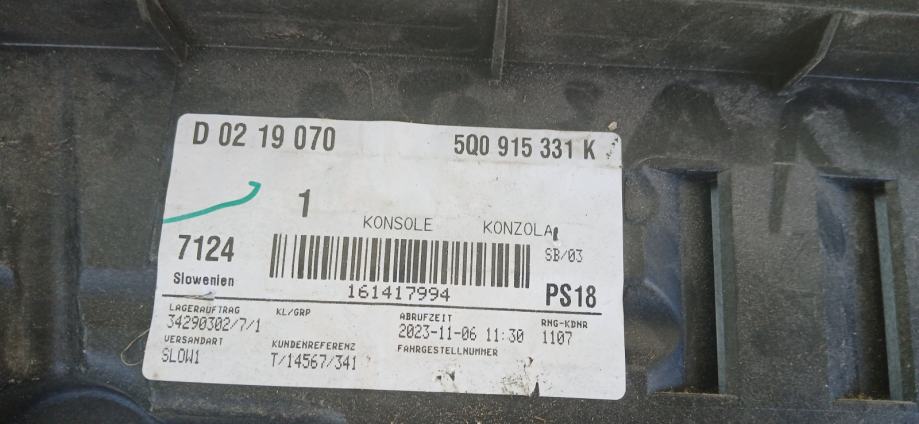 D 02 19 070 5Q0 915 331 K
1
KONSOLE KONZOLA
7124
SB/03
Slowenien
161417994
PS18
LAGERAUFTRAG KL/GRP ABRUFZEIT RNG-KDNR
34290302/7/1 2023-11-06 11:30 1107
VERSANDART KUNDENREFERENZ FAHRGESTELLNUMMER
SLOW1 T/14567/341